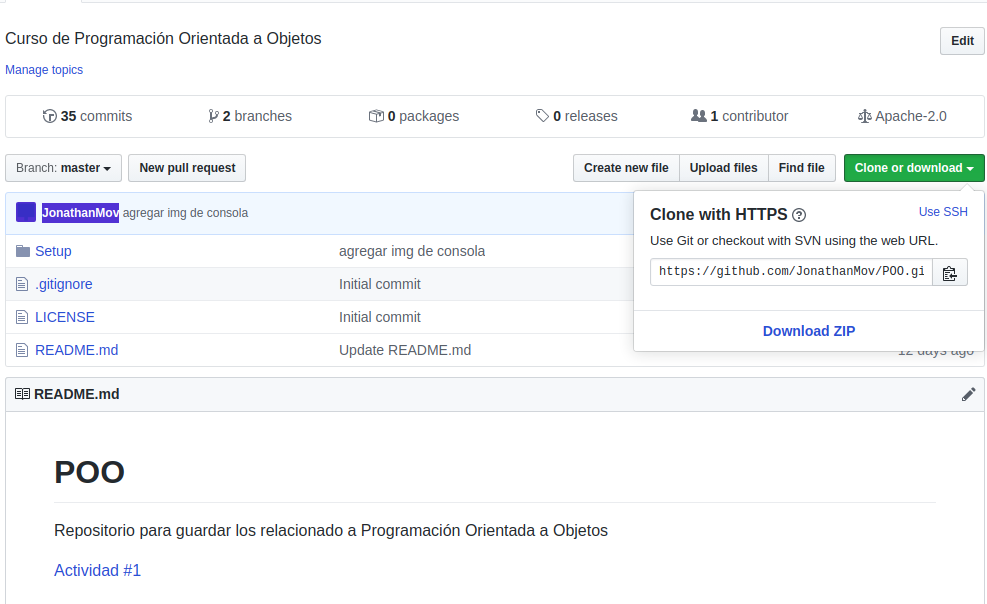 Curso de Programación Orientada a Objetos
Edit
Manage topics
35 commits 2 branches 0 packages 0 releases 1 contributor Apache-2.0
Branch: master New pull request Create new file Upload files Find file Clone or download
JonathanMov agregar img de consola
Clone with HTTPS Use SSH
Use Git or checkout with SVN using the web URL.
https://github.com/JonathanMov/POO.gi
Download ZIP
Setup agregar img de consola
.gitignore Initial commit
LICENSE Initial commit
README.md Update README.md 12 days ago
README.md
POO
Repositorio para guardar los relacionado a Programación Orientada a Objetos
Actividad #1